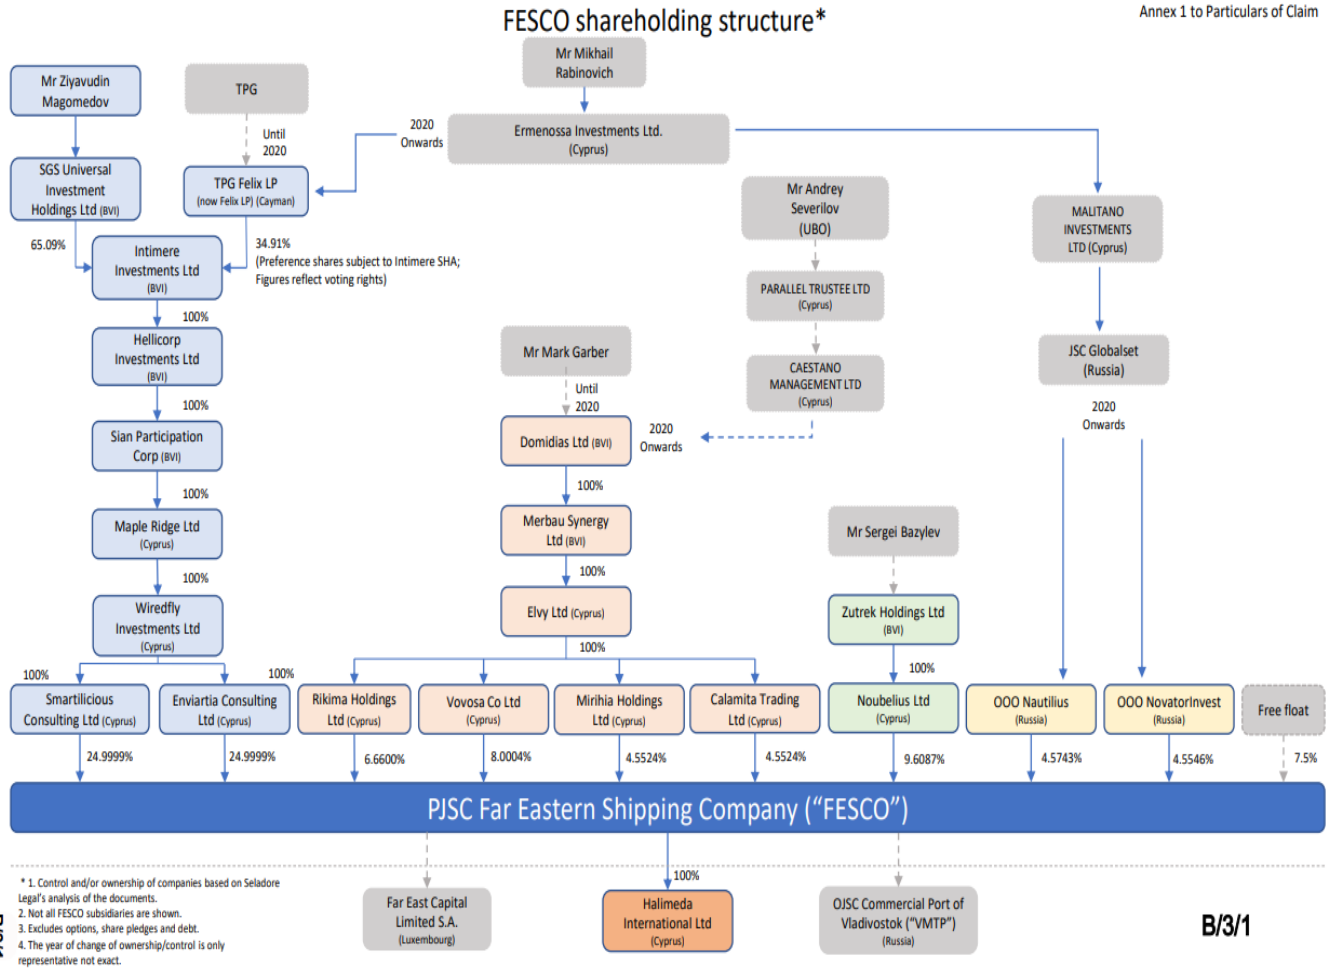 FESCO shareholding structure*
Annex 1 to Particulars of Claim
Mr Mikhail
Rabinovich
Mr Ziyavudin
Magomedov
TPG
Until
2020
2020
Onwards
Ermenossa Investments Ltd.
(Cyprus)
SGS Universal
Investment
Holdings Ltd (BVI)
TPG Felix LP
(now Felix LP) (Cayman)
Mr Andrey
Severilov
(UBO)
MALITANO
INVESTMENTS
LTD (Cyprus)
65.09%
Intimere
Investments Ltd
(BVI)
34.91%
(Preference shares subject to Intimere SHA;
Figures reflect voting rights)
PARALLEL TRUSTEE LTD
(Cyprus)
100%
Hellicorp
Investments Ltd
(BVI)
Mr Mark Garber
JSC Globalset
(Russia)
CAESTANO
MANAGEMENT LTD
(Cyprus)
Until
2020
100%
2020
Onwards
Sian Participation
Corp (BVI)
Domidias Ltd (BVI)
2020
Onwards
100%
100%
Maple Ridge Ltd
(Cyprus)
Merbau Synergy
Ltd (BVI)
Mr Sergei Bazylev
100%
100%
Wiredfly
Investments Ltd
(Cyprus)
Elvy Ltd (Cyprus)
Zutrek Holdings Ltd
(BVI)
100%
100%
100%
100%
Smartilicious
Consulting Ltd (Cyprus)
Enviartia Consulting
Ltd (Cyprus)
Rikima Holdings
Ltd (Cyprus)
Vovosa Co Ltd
(Cyprus)
Mirihia Holdings
Ltd (Cyprus)
Calamita Trading
Ltd (Cyprus)
Noubelius Ltd
(Cyprus)
OOO Nautilius
(Russia)
OOO NovatorInvest
(Russia)
Free float
24.9999%
24.9999%
6.6600%
8.0004%
4.5524%
4.5524%
9.6087%
4.5743%
4.5546%
7.5%
PJSC Far Eastern Shipping Company (“FESCO”)
100%
Far East Capital
Limited S.A.
(Luxembourg)
Halimeda
International Ltd
(Cyprus)
OJSC Commercial Port of
Vladivostok (“VMTP”)
(Russia)
* 1. Control and/or ownership of companies based on Seladore
Legal's analysis of the documents.
2. Not all FESCO subsidiaries are shown.
3. Excludes options, share pledges and debt.
4. The year of change of ownership/control is only
representative not exact.
B/3/1